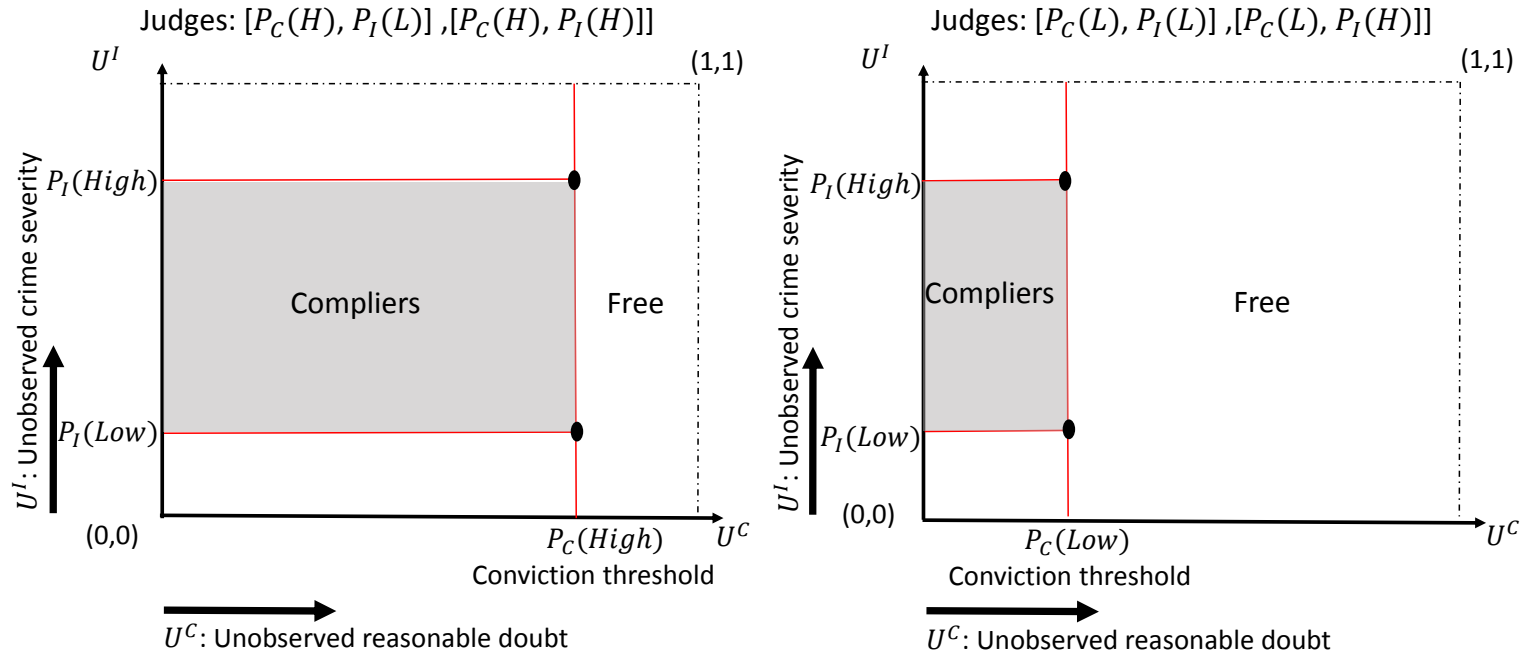 Judges: [P_C(H), P_I(L)] ,[P_C(H), P_I(H)]]
U^I
(1,1)
P_I(High)
U^I: Unobserved crime severity
Compliers
Free
P_I(Low)
(0,0)
P_C(High)
U^C
Conviction threshold
U^C: Unobserved reasonable doubt
Judges: [P_C(L), P_I(L)] ,[P_C(L), P_I(H)]]
U^I
(1,1)
P_I(High)
U^I: Unobserved crime severity
Compliers
Free
P_I(Low)
(0,0)
P_C(Low)
U^C
Conviction threshold
U^C: Unobserved reasonable doubt